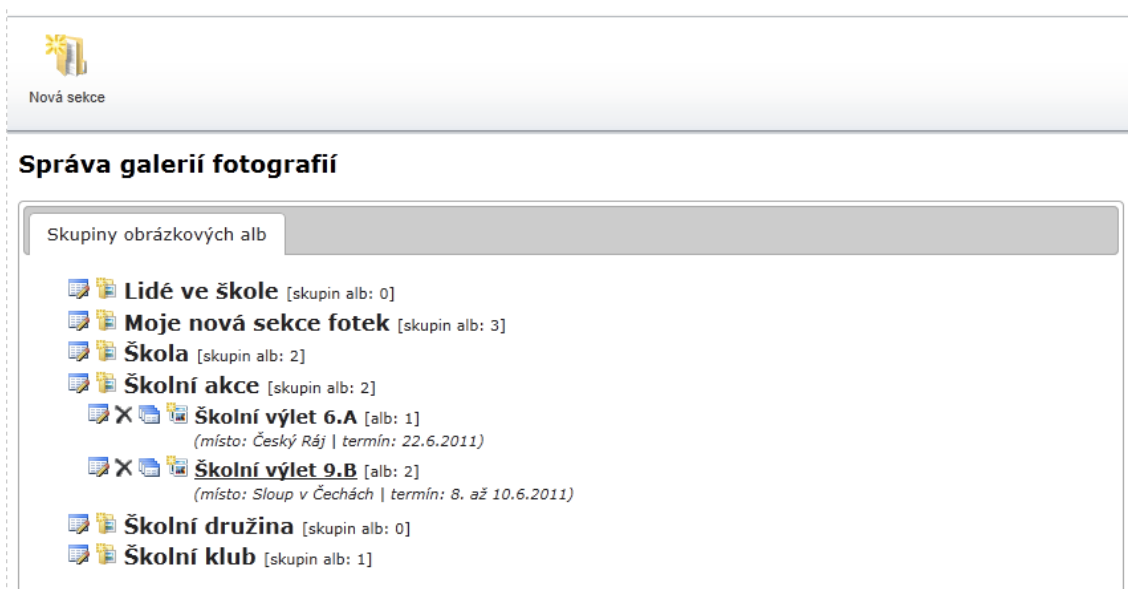 Nová sekce
Správa galerií fotografií
Skupiny obrázkových alb
Lidé ve škole [skupin alb: 0]
Moje nová sekce fotek [skupin alb: 3]
Škola [skupin alb: 2]
Školní akce [skupin alb: 2]
Školní výlet 6.A [alb: 1]
(místo: Český Ráj | termín: 22.6.2011)
Školní výlet 9.B [alb: 2]
(místo: Sloup v Čechách | termín: 8. až 10.6.2011)
Školní družina [skupin alb: 0]
Školní klub [skupin alb: 1]